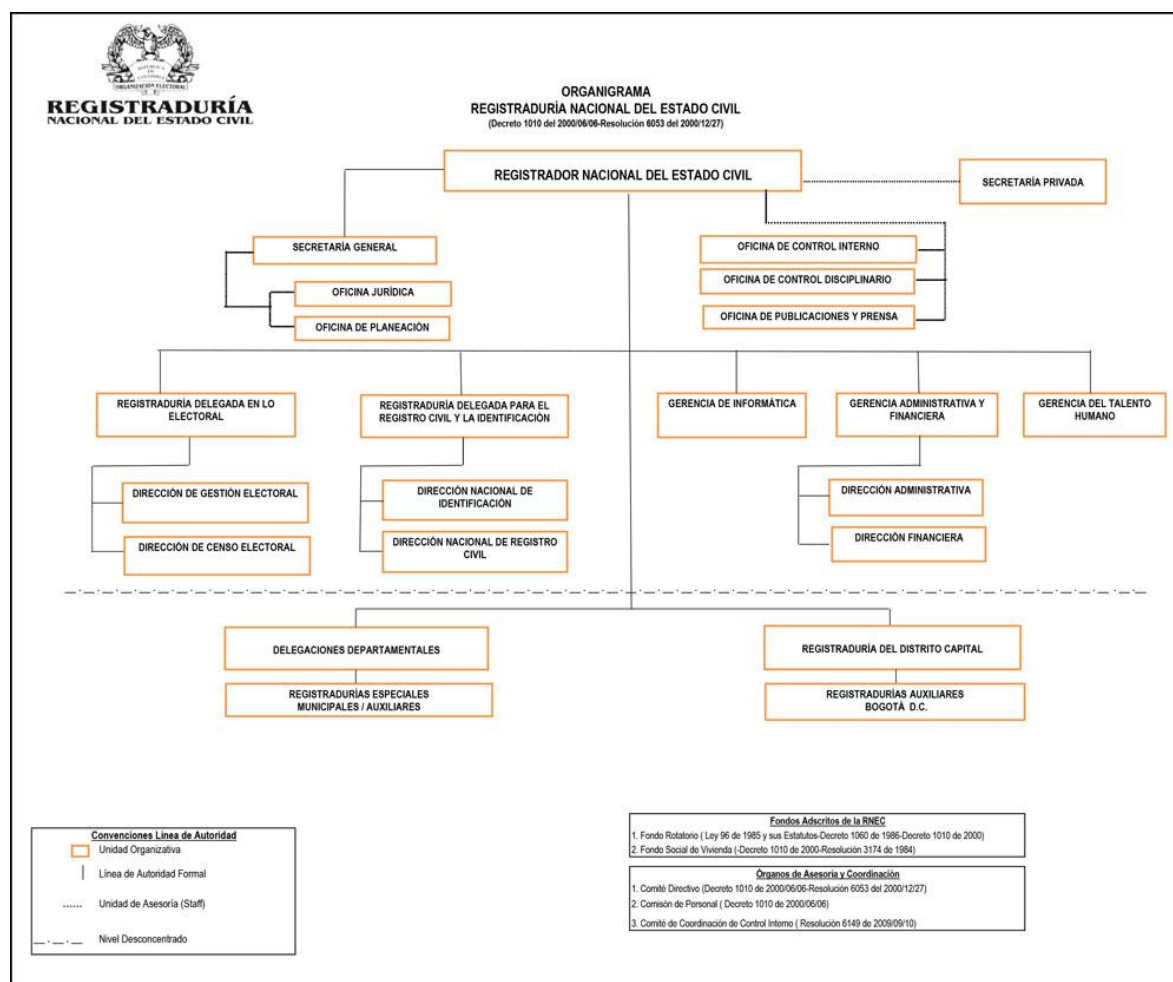 REPUBLICA
DE
COLOMBIA
ORGANIZACIÓN ELECTORAL
REGISTRADURÍA
NACIONAL DEL ESTADO CIVIL
ORGANIGRAMA
REGISTRADURÍA NACIONAL DEL ESTADO CIVIL
(Decreto 1010 del 2000/06/06-Resolución 6053 del 2000/12/27)
REGISTRADOR NACIONAL DEL ESTADO CIVIL
SECRETARÍA PRIVADA
SECRETARÍA GENERAL
OFICINA JURÍDICA
OFICINA DE PLANEACIÓN
OFICINA DE CONTROL INTERNO
OFICINA DE CONTROL DISCIPLINARIO
OFICINA DE PUBLICACIONES Y PRENSA
REGISTRADURÍA DELEGADA EN LO
ELECTORAL
REGISTRADURÍA DELEGADA PARA EL
REGISTRO CIVIL Y LA IDENTIFICACIÓN
GERENCIA DE INFORMÁTICA
GERENCIA ADMINISTRATIVA Y
FINANCIERA
GERENCIA DEL TALENTO
HUMANO
DIRECCIÓN DE GESTIÓN ELECTORAL
DIRECCIÓN DE CENSO ELECTORAL
DIRECCIÓN NACIONAL DE
IDENTIFICACIÓN
DIRECCIÓN NACIONAL DE REGISTRO
CIVIL
DIRECCIÓN ADMINISTRATIVA
DIRECCIÓN FINANCIERA
DELEGACIONES DEPARTAMENTALES
REGISTRADURÍAS ESPECIALES
MUNICIPALES / AUXILIARES
REGISTRADURÍA DEL DISTRITO CAPITAL
REGISTRADURÍAS AUXILIARES
BOGOTÁ D.C.
Convenciones Línea de Autoridad
Unidad Organizativa
Línea de Autoridad Formal
Unidad de Asesoría (Staff)
Nivel Desconcentrado
Fondos Adscritos de la RNEC
1. Fondo Rotatorio ( Ley 96 de 1985 y sus Estatutos-Decreto 1060 de 1986-Decreto 1010 de 2000)
2. Fondo Social de Vivienda (-Decreto 1010 de 2000-Resolución 3174 de 1984)
Órganos de Asesoría y Coordinación
1. Comité Directivo (Decreto 1010 de 2000/06/06-Resolución 6053 del 2000/12/27)
2. Comisón de Personal ( Decreto 1010 de 2000/06/06)
3. Comité de Coordinación de Control Interno ( Resolución 6149 de 2009/09/10)